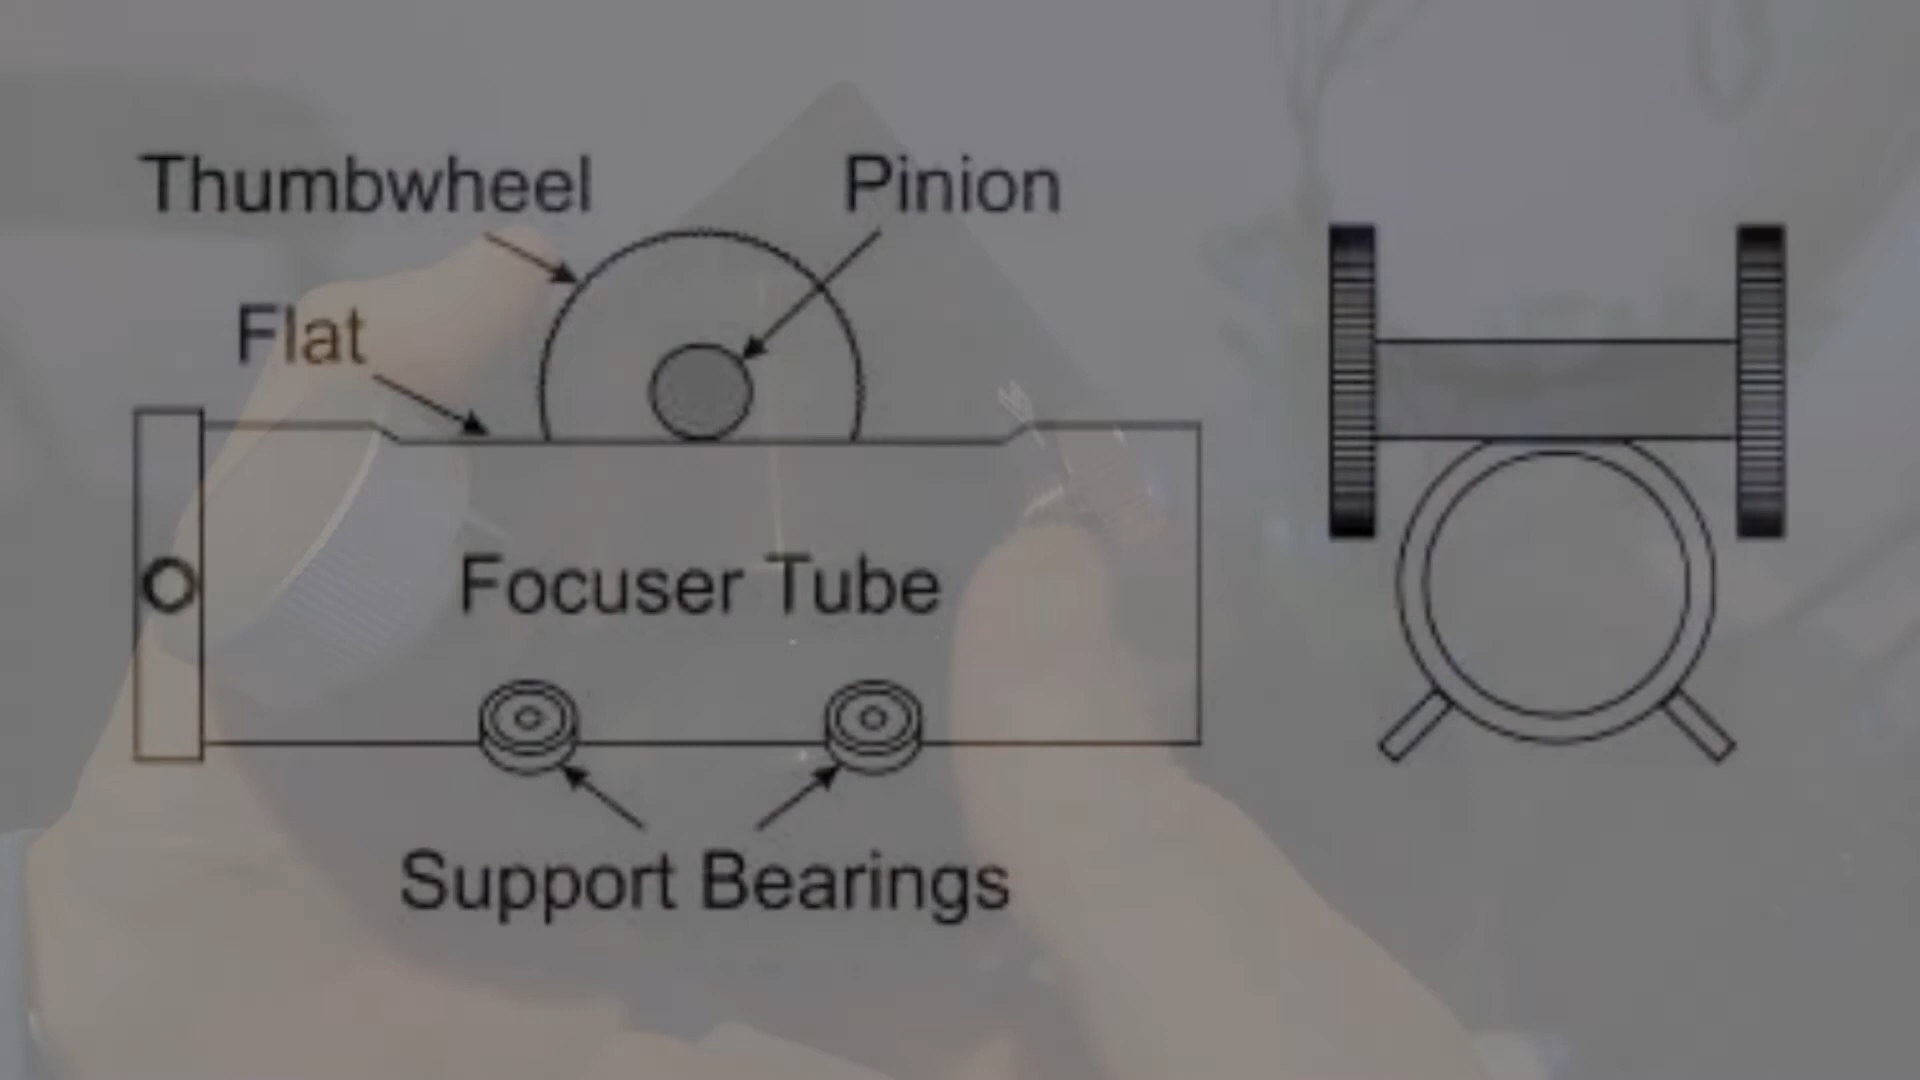 Thumbwheel
Pinion
Flat
Focuser Tube
Support Bearings